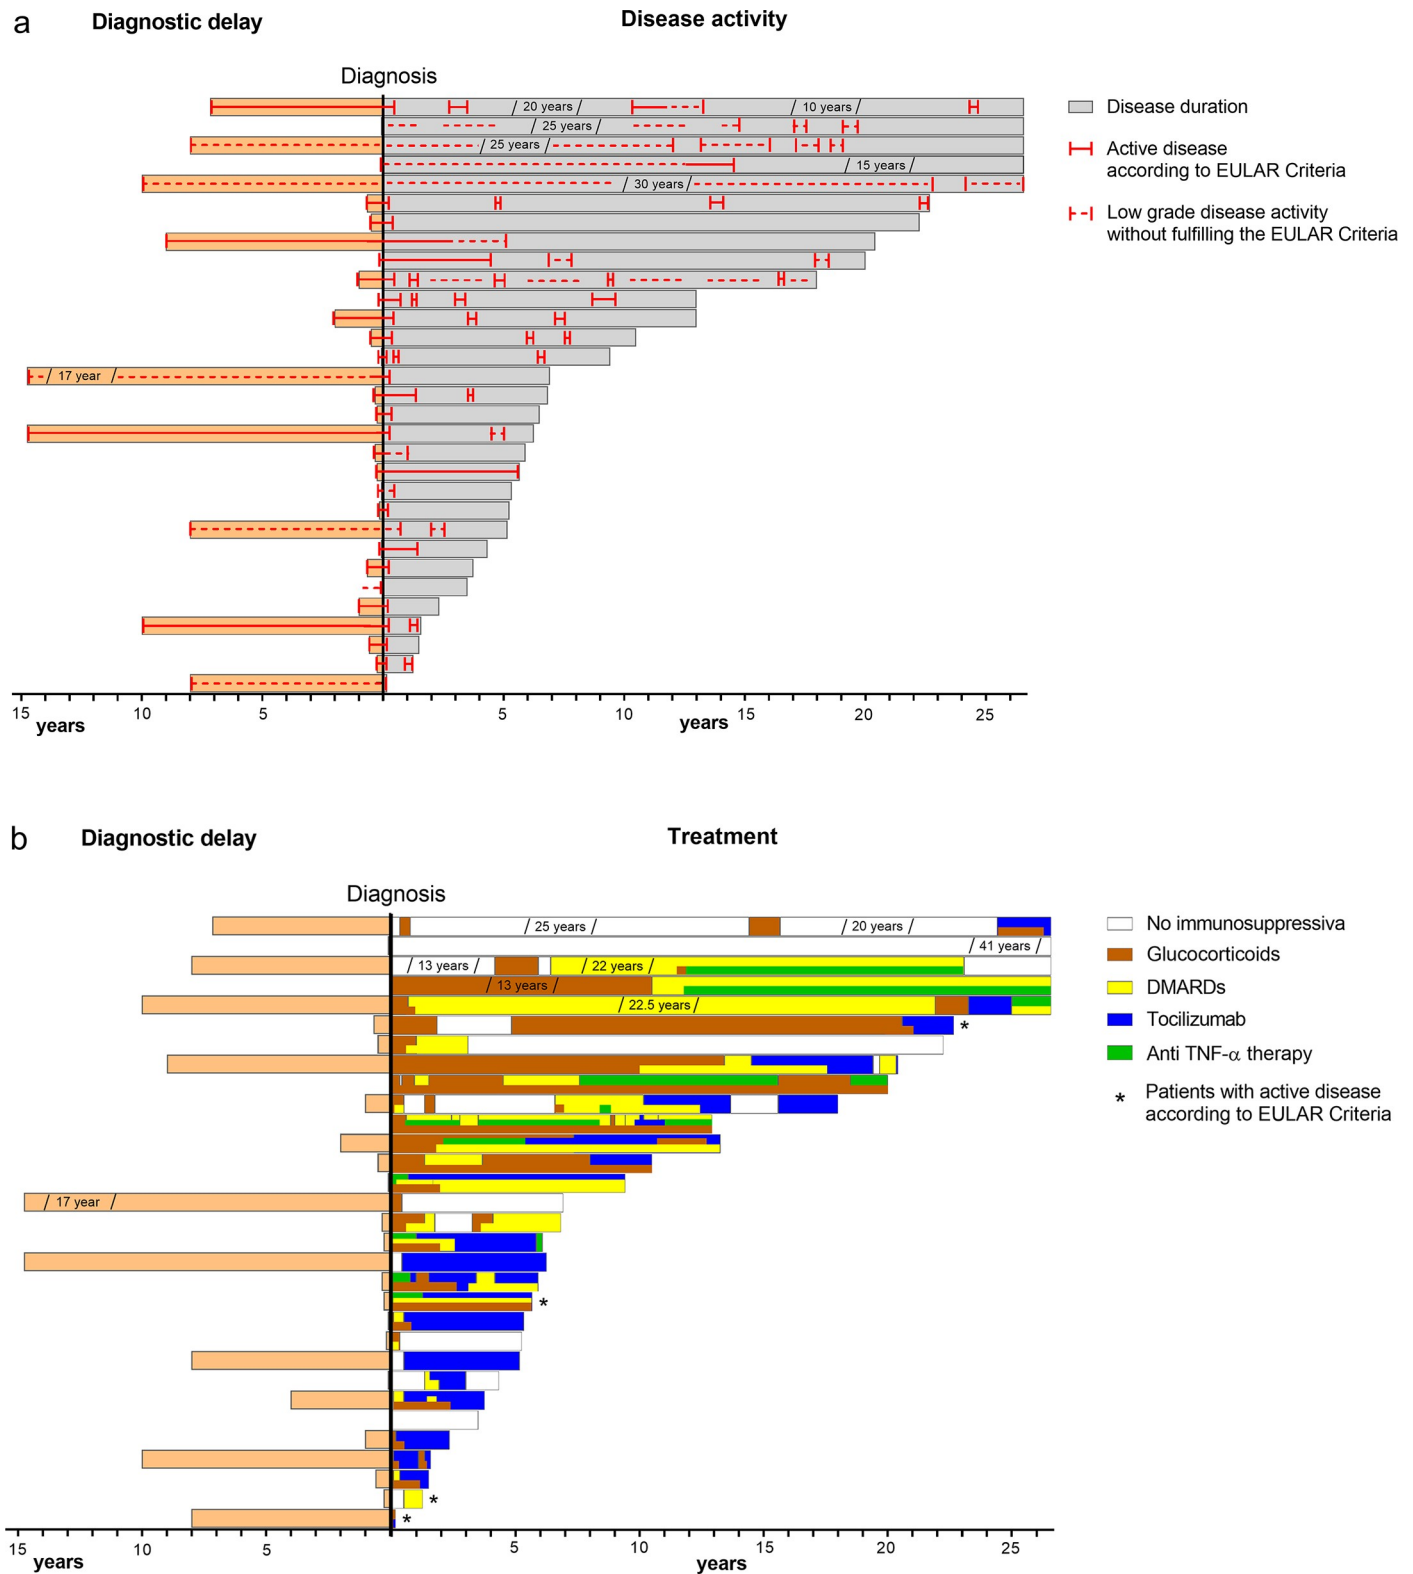 a
Diagnostic delay
Disease activity
Diagnosis
/ 20 years /
/ 10 years /
/ 25 years /
/ 25 years /
/ 15 years /
/ 30 years /
/ 17 year /
Disease duration
Active disease
according to EULAR Criteria
Low grade disease activity
without fulfilling the EULAR Criteria
15 10 5 5 10 15 20 25
years years
b
Diagnostic delay
Treatment
Diagnosis
/ 25 years /
/ 20 years /
/ 41 years /
/ 13 years /
/ 22 years /
/ 13 years /
/ 22.5 years /
*
/ 17 year /
*
*
*
No immunosuppressiva
Glucocorticoids
DMARDs
Tocilizumab
Anti TNF-α therapy
* Patients with active disease
according to EULAR Criteria
15 10 5 5 10 15 20 25
years years